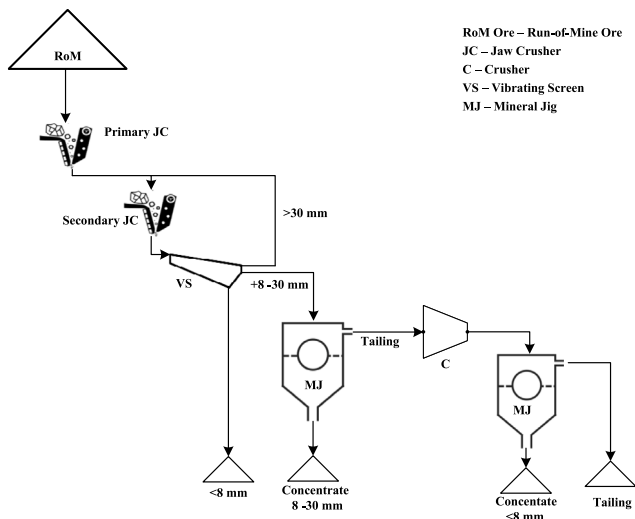 RoM
RoM Ore – Run-of-Mine Ore
JC – Jaw Crusher
C – Crusher
VS – Vibrating Screen
MJ – Mineral Jig
Primary JC
Secondary JC
>30 mm
VS
+8 -30 mm
Tailing
C
MJ
MJ
<8 mm
Concentrate
8 -30 mm
Concentate
<8 mm
Tailing